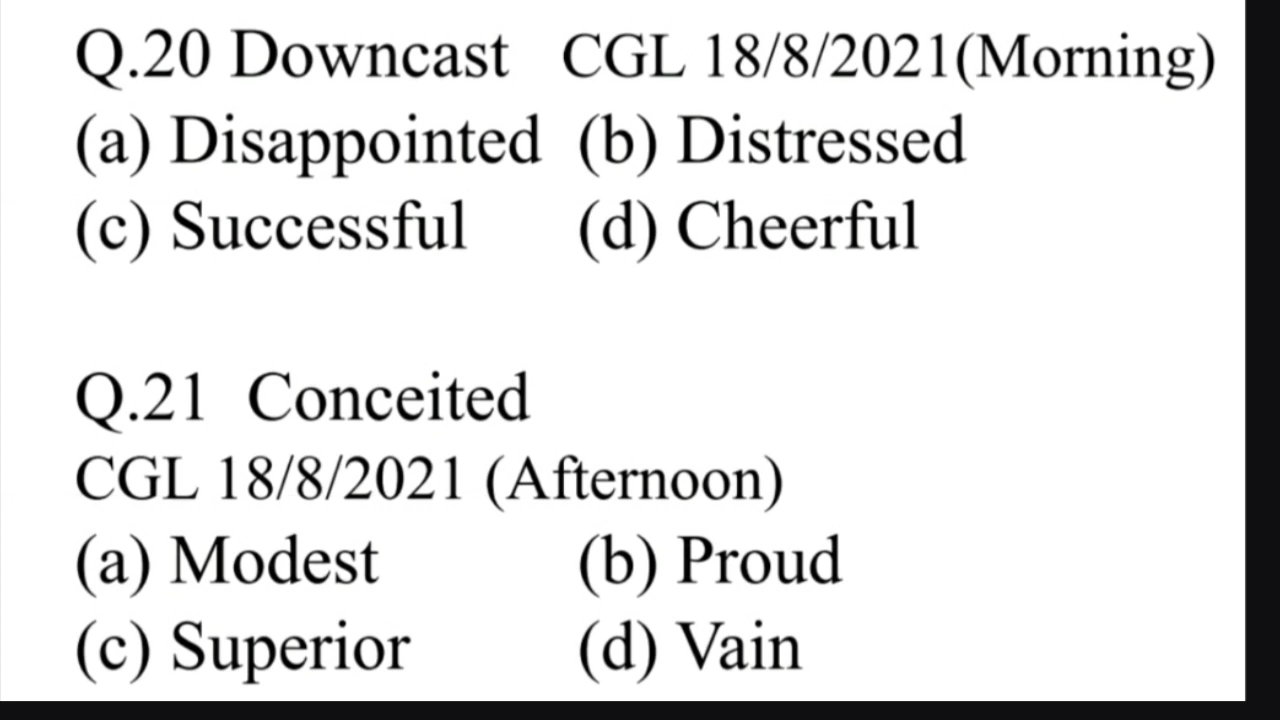 Q.20 Downcast CGL 18/8/2021(Morning)
(a) Disappointed (b) Distressed
(c) Successful (d) Cheerful
Q.21 Conceited
CGL 18/8/2021 (Afternoon)
(a) Modest (b) Proud
(c) Superior (d) Vain